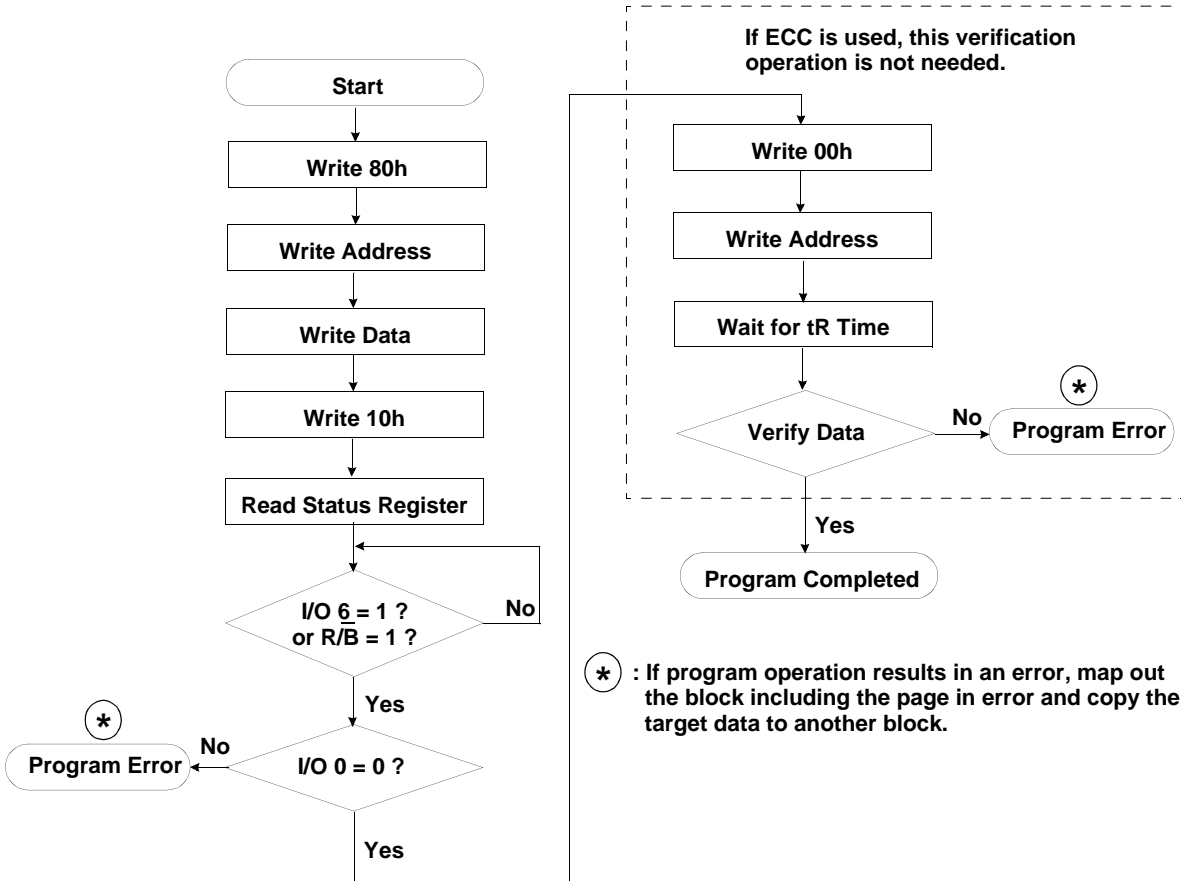 Start
Write 80h
Write Address
Write Data
Write 10h
Read Status Register
I/O 6 = 1 ?
or R/B̅ = 1 ?
No
Yes
*
No
Program Error
I/O 0 = 0 ?
Yes
If ECC is used, this verification
operation is not needed.
Write 00h
Write Address
Wait for tR Time
Verify Data
No
*
Program Error
Yes
Program Completed
* : If program operation results in an error, map out
the block including the page in error and copy the
target data to another block.